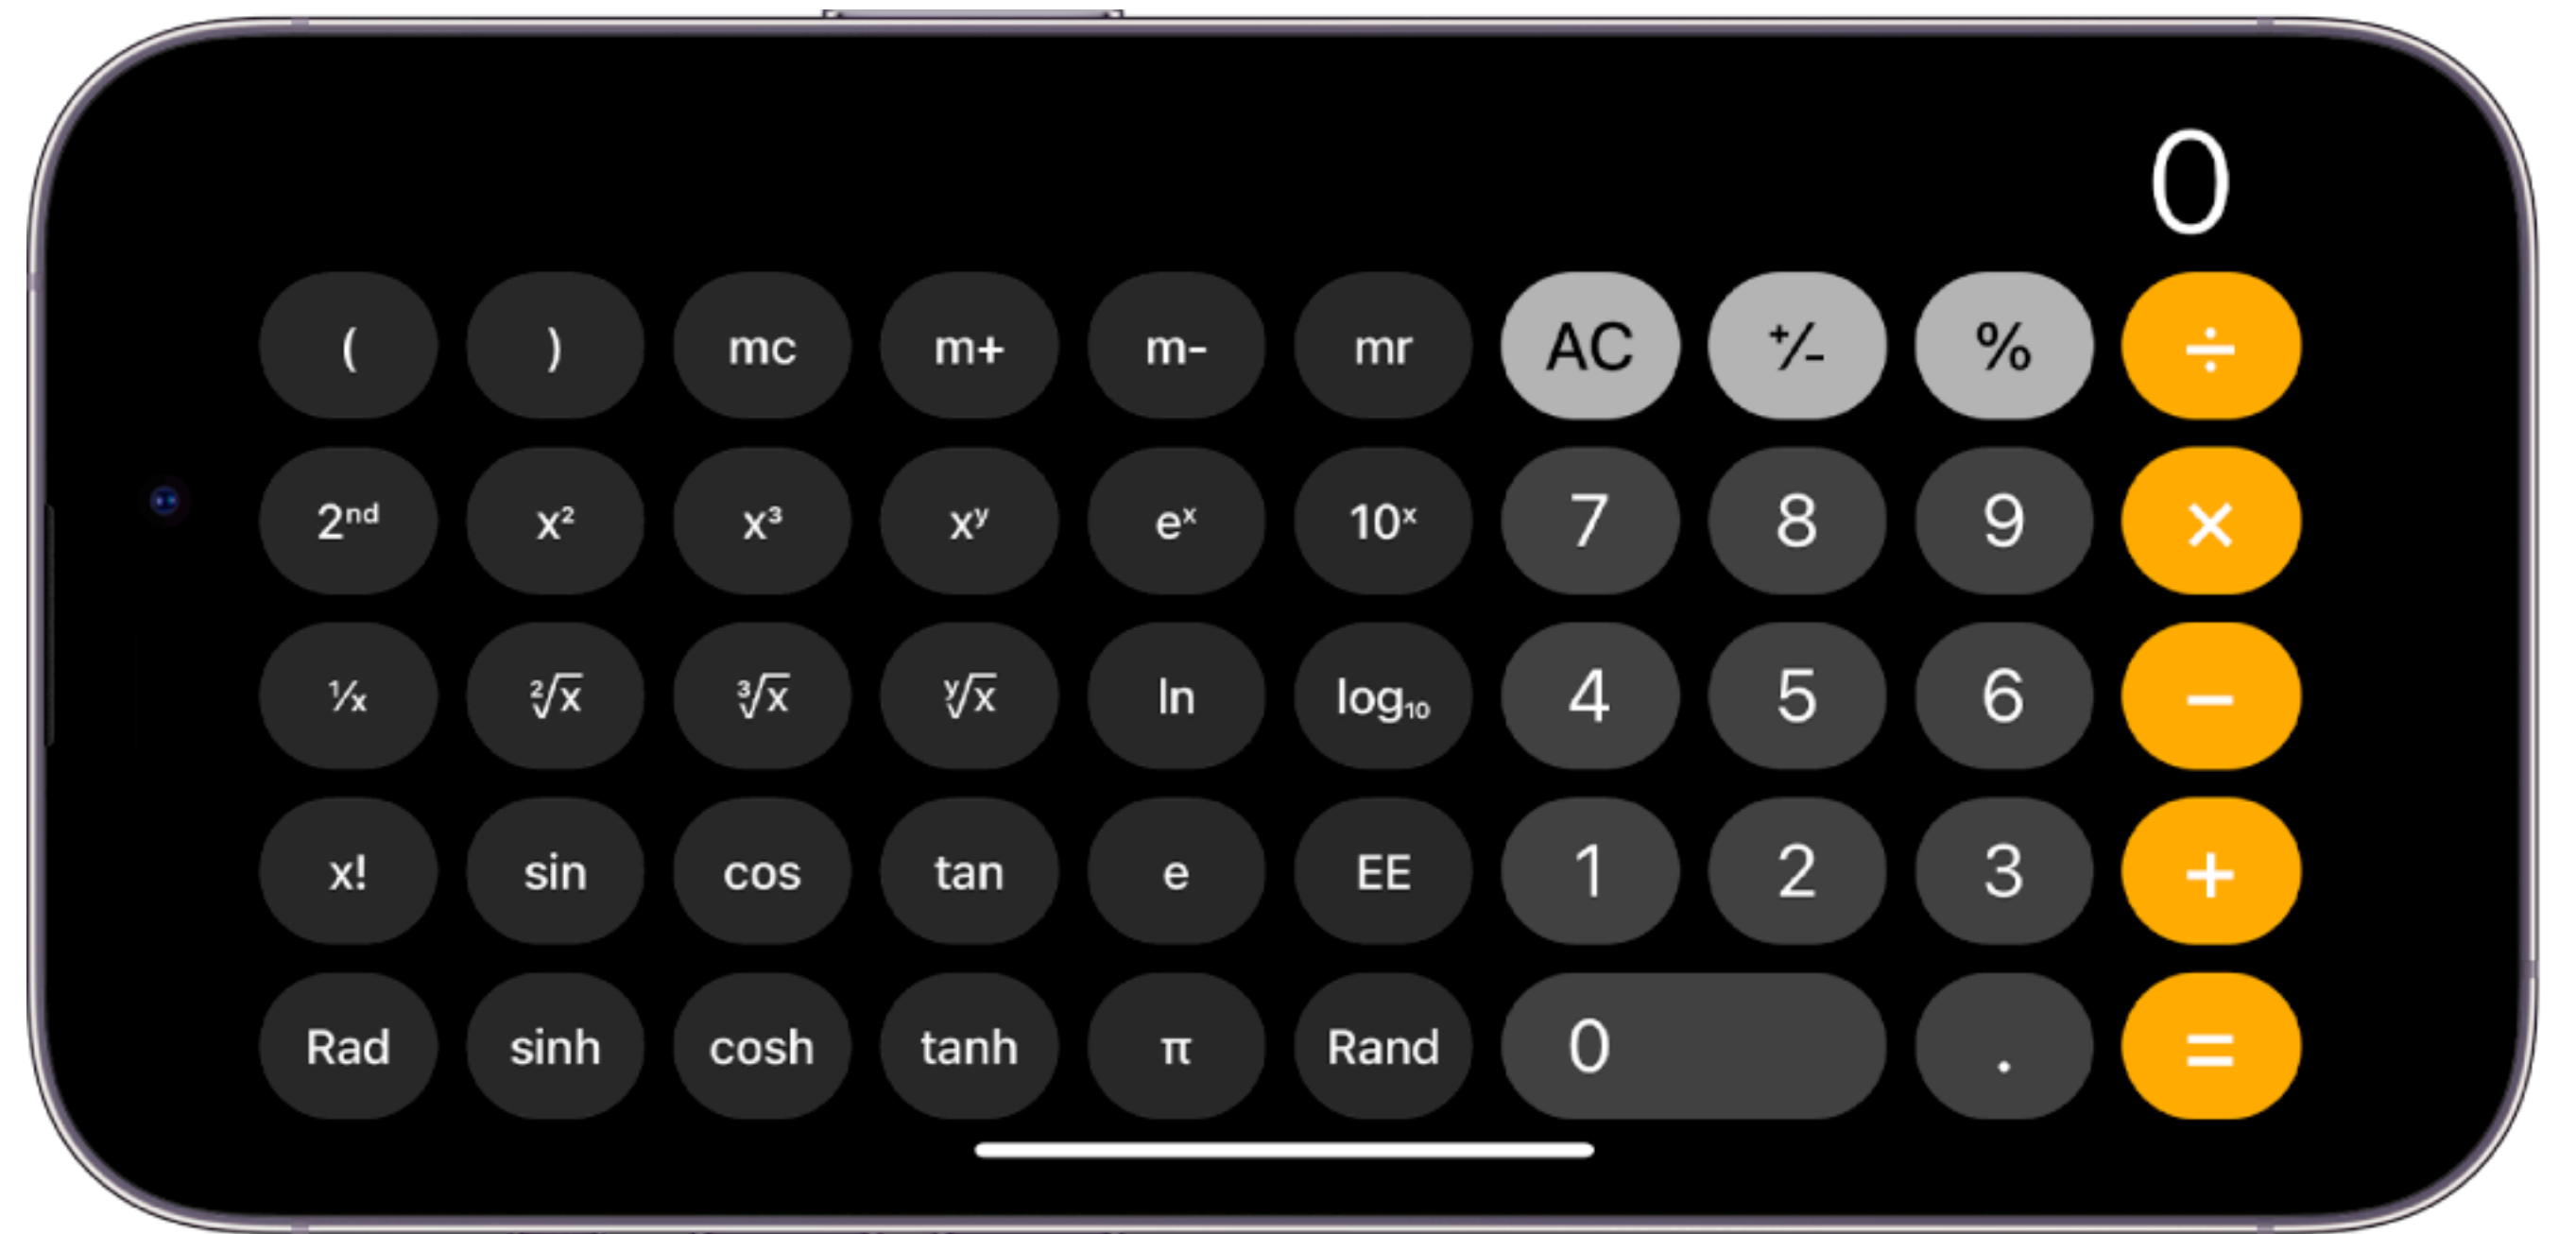 0
( ) mc m+ m- mr AC ⁺⁄₋ % ÷
2ⁿᵈ x² x³ xʸ eˣ 10ˣ 7 8 9 ×
¹⁄ₓ ²√x ³√x ʸ√x ln log₁₀ 4 5 6 −
x! sin cos tan e EE 1 2 3 +
Rad sinh cosh tanh π Rand 0 . =